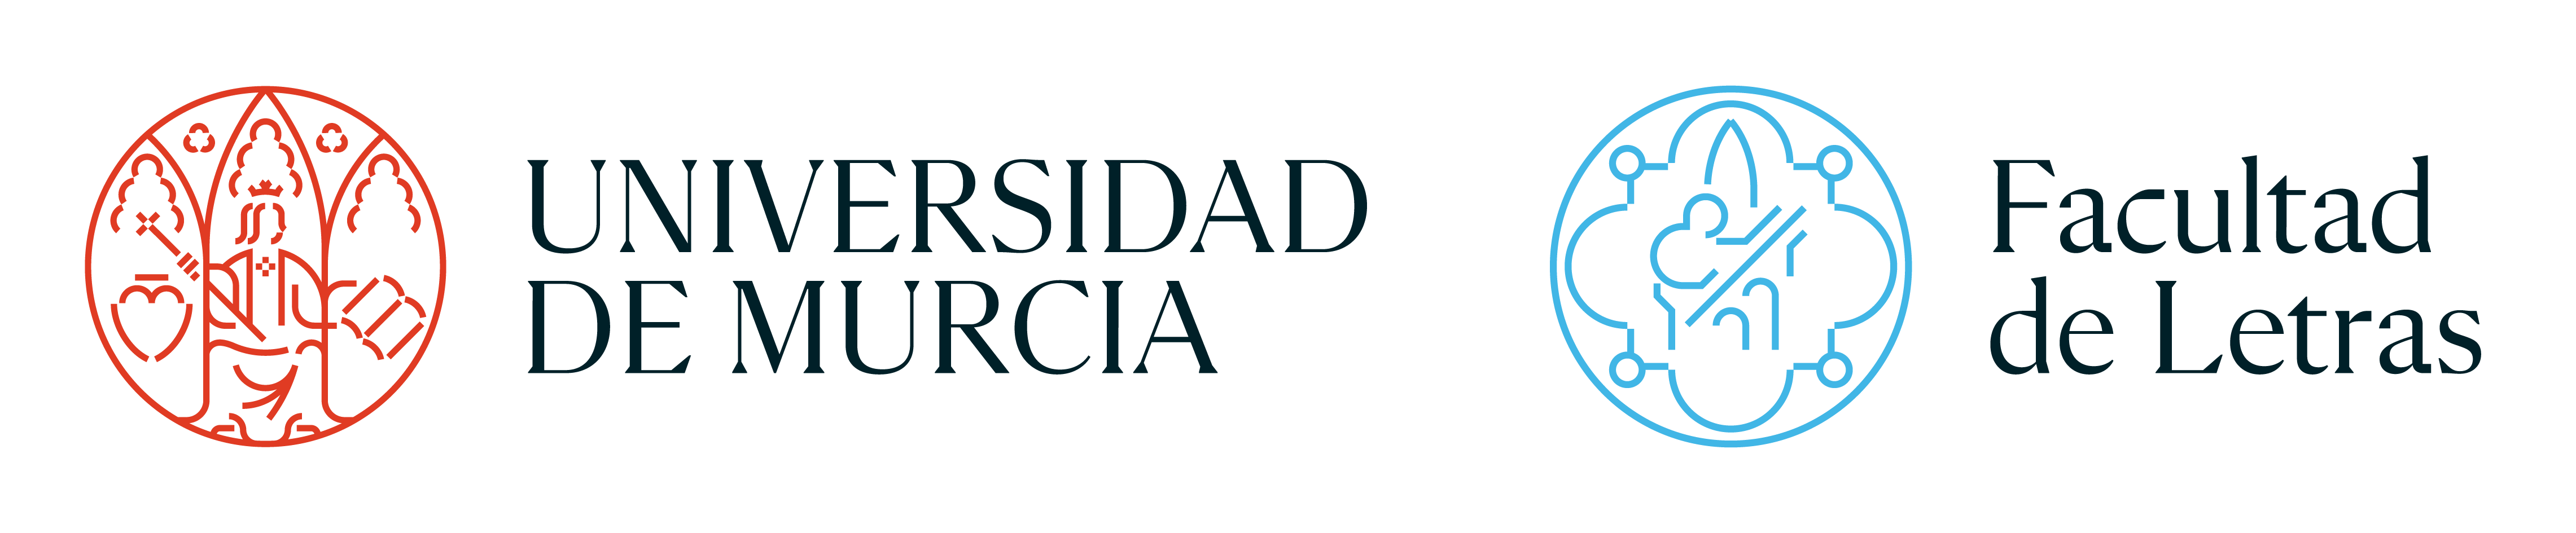 UNIVERSIDAD
DE MURCIA
Facultad
de Letras